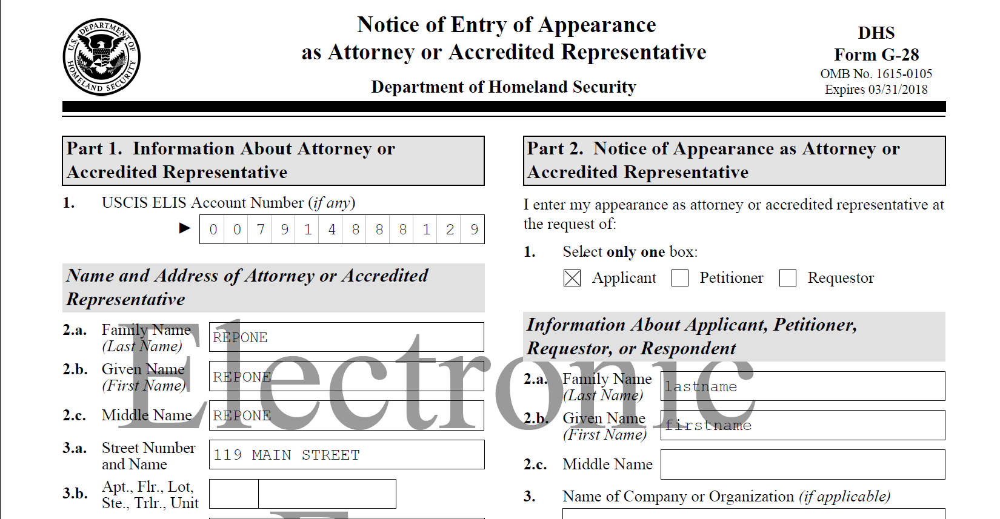 U.S. DEPARTMENT OF HOMELAND SECURITY
Notice of Entry of Appearance
as Attorney or Accredited Representative
Department of Homeland Security
DHS
Form G-28
OMB No. 1615-0105
Expires 03/31/2018
Part 1. Information About Attorney or
Accredited Representative
1. USCIS ELIS Account Number (if any)
► 0 0 7 9 1 4 8 8 8 1 2 9
Name and Address of Attorney or Accredited
Representative
Electronic
2.a. Family Name
(Last Name)
REPONE
2.b. Given Name
(First Name)
REPONE
2.c. Middle Name
REPONE
3.a. Street Number
and Name
119 MAIN STREET
3.b. Apt., Flr., Lot,
Ste., Trlr., Unit
Part 2. Notice of Appearance as Attorney or
Accredited Representative
I enter my appearance as attorney or accredited representative at
the request of:
1. Select only one box:
Applicant Petitioner Requestor
Information About Applicant, Petitioner,
Requestor, or Respondent
2.a. Family Name
(Last Name)
lastname
2.b. Given Name
(First Name)
firstname
2.c. Middle Name
3. Name of Company or Organization (if applicable)